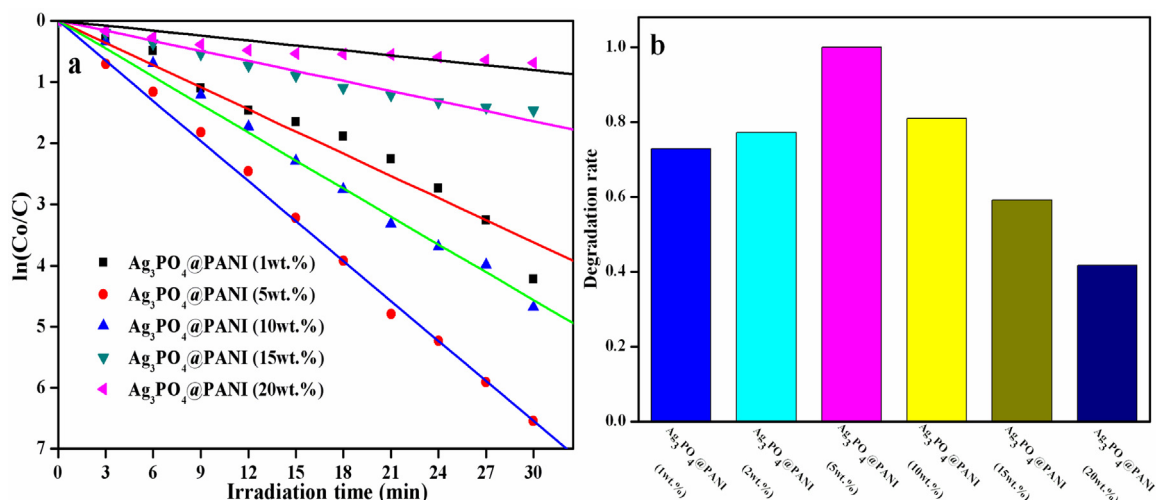 a
ln(Co/C)
0
1
2
3
4
5
6
7
Ag3PO4@PANI (1wt.%)
Ag3PO4@PANI (5wt.%)
Ag3PO4@PANI (10wt.%)
Ag3PO4@PANI (15wt.%)
Ag3PO4@PANI (20wt.%)
0 3 6 9 12 15 18 21 24 27 30
Irradiation time (min)
b
Degradation rate
1.0
0.8
0.6
0.4
0.2
0.0
Ag3PO4@PANI
(1wt.%)
Ag3PO4@PANI
(2wt.%)
Ag3PO4@PANI
(5wt.%)
Ag3PO4@PANI
(10wt.%)
Ag3PO4@PANI
(15wt.%)
Ag3PO4@PANI
(20wt.%)